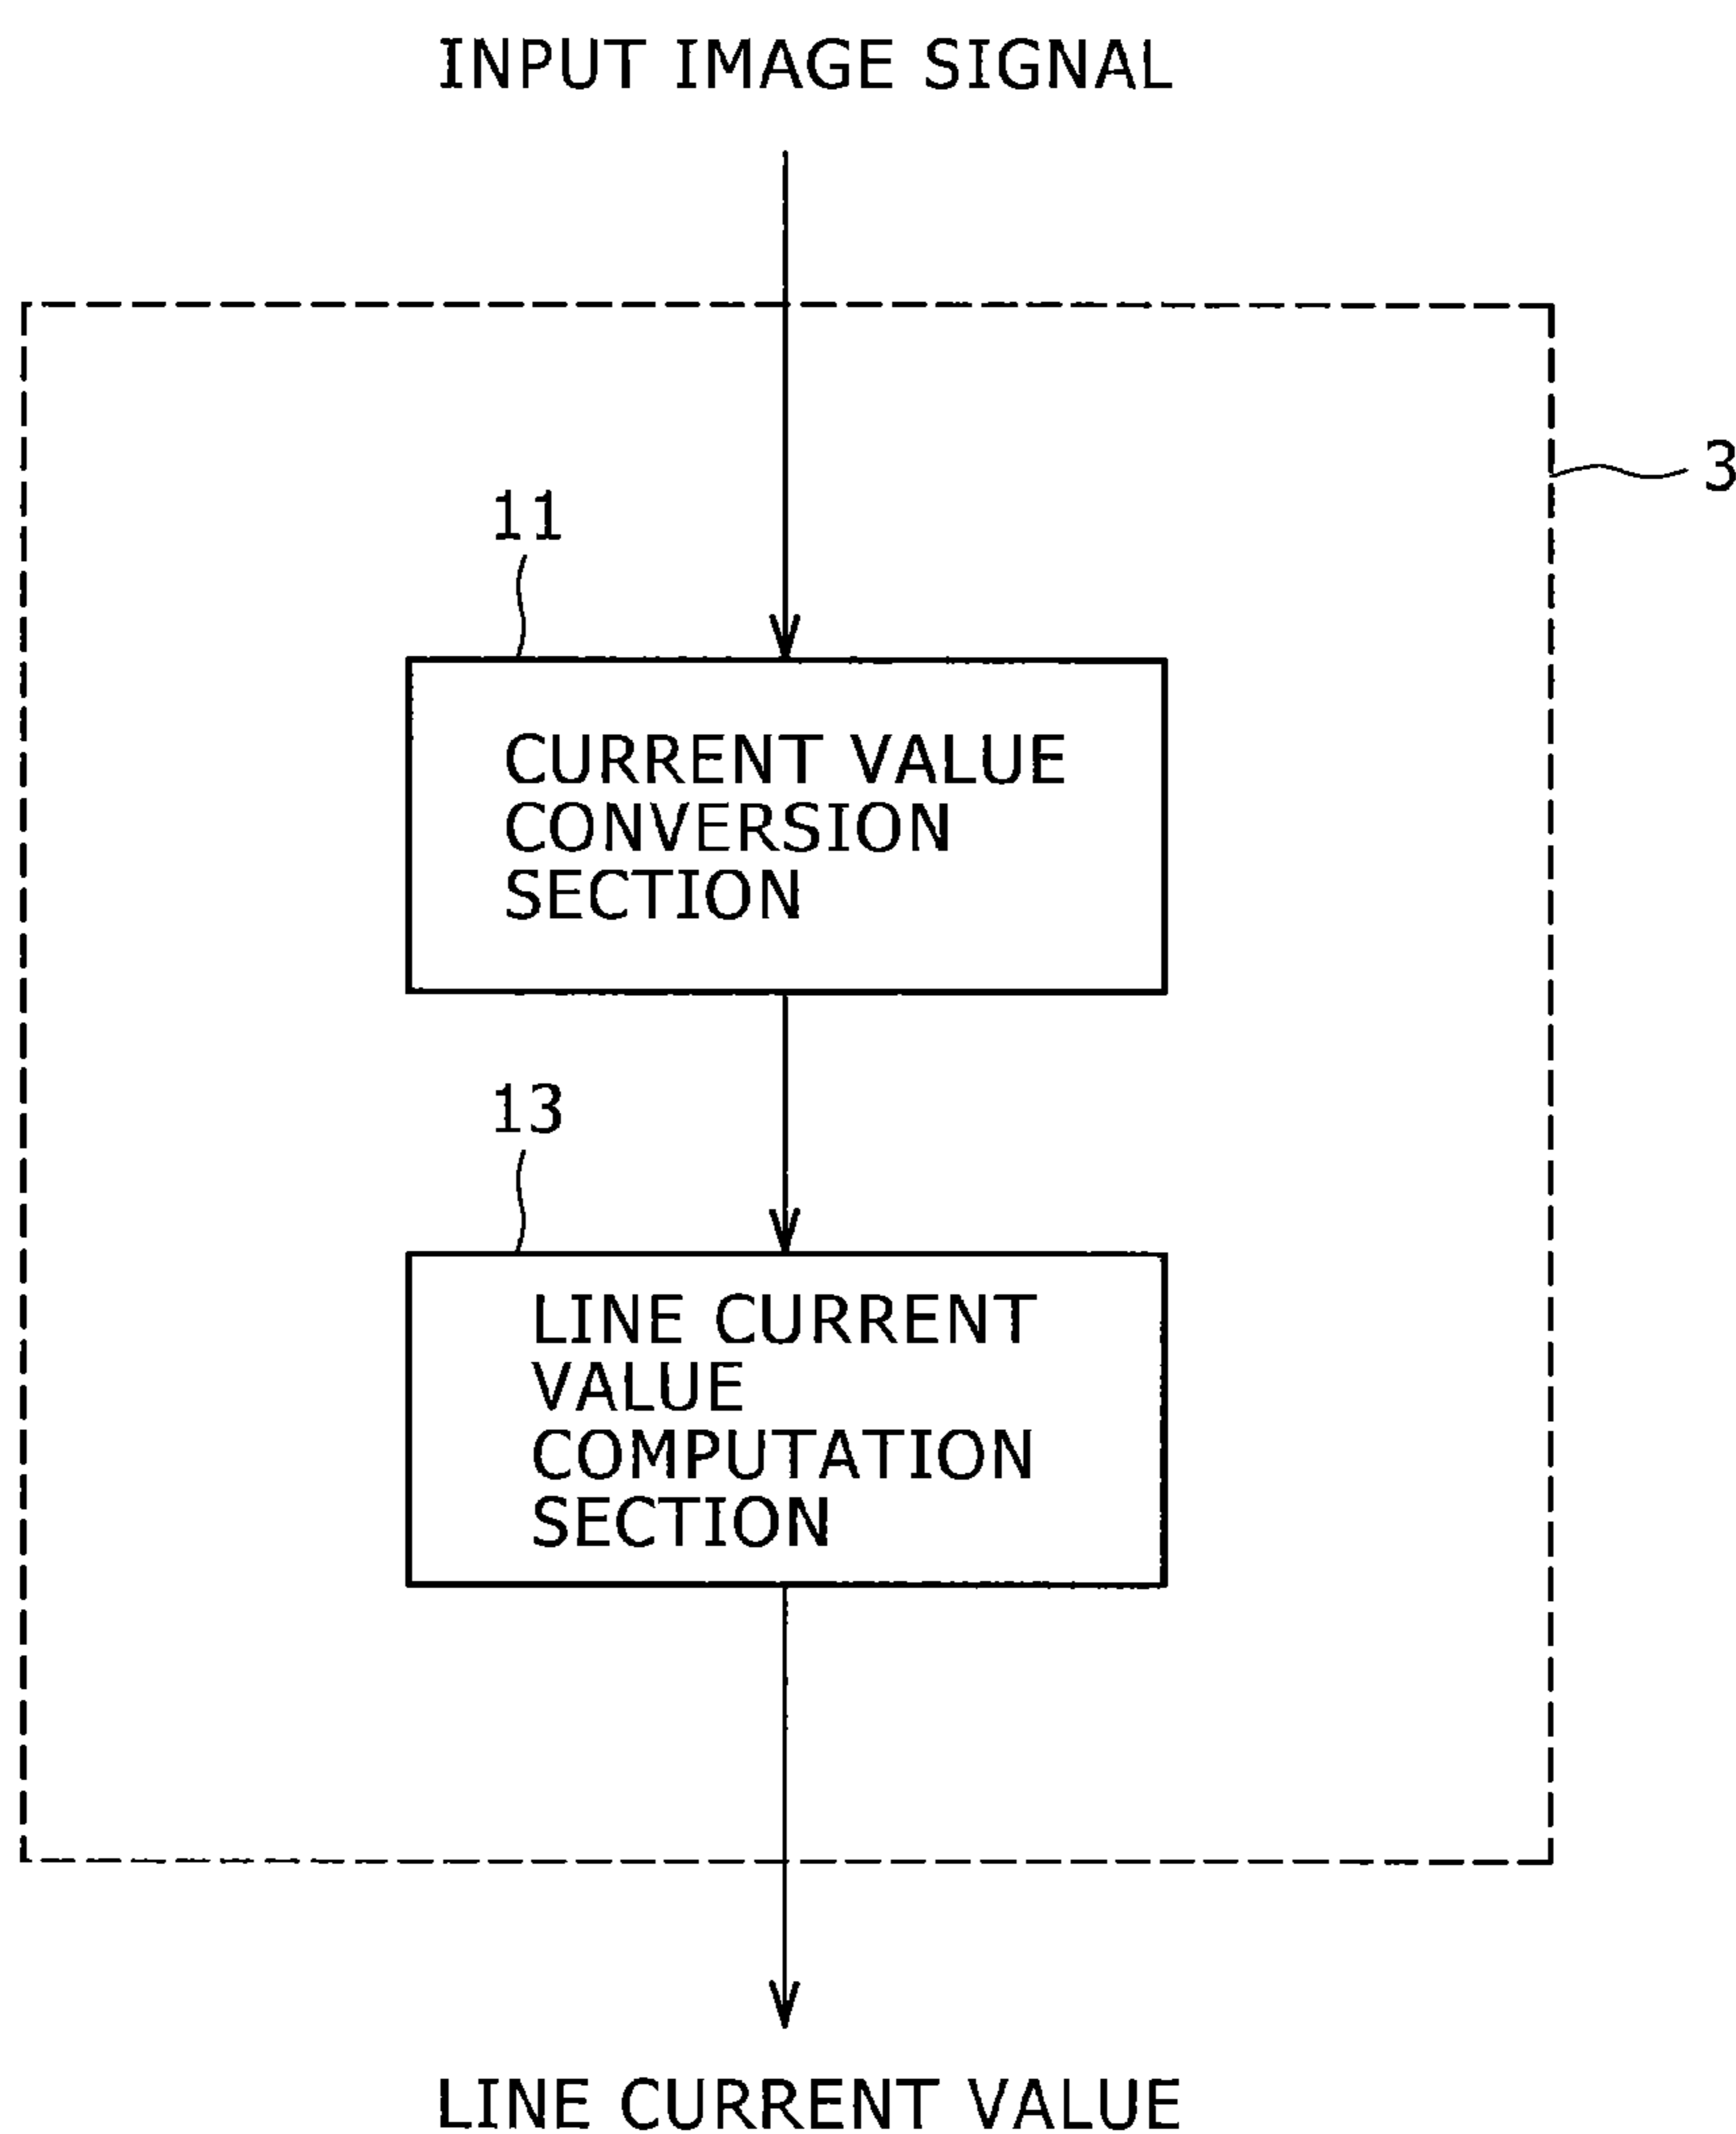 INPUT IMAGE SIGNAL
3
11
CURRENT VALUE
CONVERSION
SECTION
13
LINE CURRENT
VALUE
COMPUTATION
SECTION
LINE CURRENT VALUE